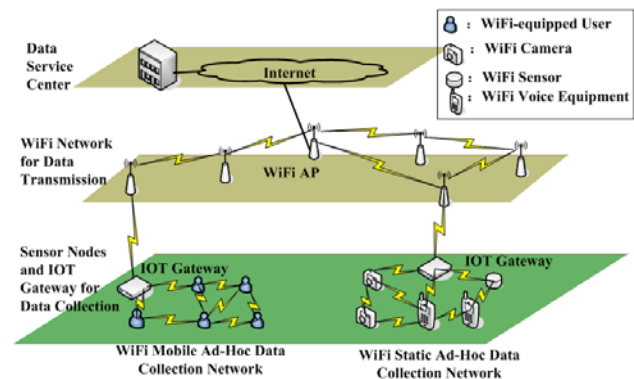 Data
Service
Center
Internet
: WiFi-equipped User
: WiFi Camera
: WiFi Sensor
: WiFi Voice Equipment
WiFi Network
for Data
Transmission
WiFi AP
Sensor Nodes
and IOT
Gateway for
Data Collection
IOT Gateway
IOT Gateway
WiFi Mobile Ad-Hoc Data
Collection Network
WiFi Static Ad-Hoc Data
Collection Network